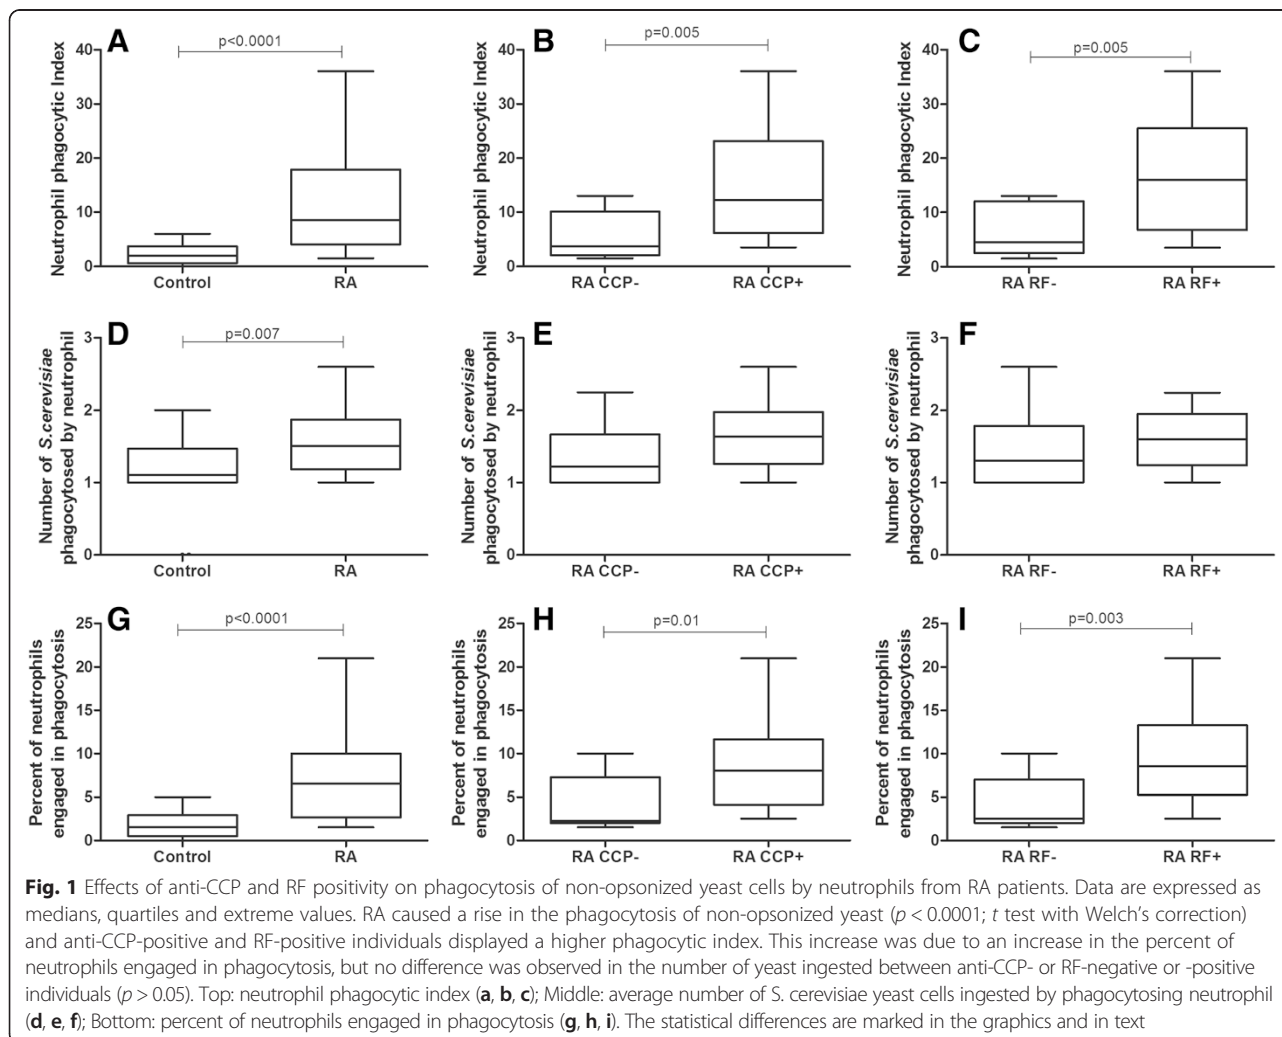 A
p<0.0001
Neutrophil phagocytic Index
40
30
20
10
0
Control
RA
B
p=0.005
Neutrophil phagocytic Index
40
30
20
10
0
RA CCP-
RA CCP+
C
p=0.005
Neutrophil phagocytic Index
40
30
20
10
0
RA RF-
RA RF+
D
p=0.007
Number of S.cerevisiae
phagocytosed by neutrophil
3
2
1
0
Control
RA
E
Number of S.cerevisiae
phagocytosed by neutrophil
3
2
1
0
RA CCP-
RA CCP+
F
Number of S.cerevisiae
phagocytosed by neutrophil
3
2
1
0
RA RF-
RA RF+
G
p<0.0001
Percent of neutrophils
engaged in phagocytosis
25
20
15
10
5
0
Control
RA
H
p=0.01
Percent of neutrophils
engaged in phagocytosis
25
20
15
10
5
0
RA CCP-
RA CCP+
I
p=0.003
Percent of neutrophils
engaged in phagocytosis
25
20
15
10
5
0
RA RF-
RA RF+
Fig. 1 Effects of anti-CCP and RF positivity on phagocytosis of non-opsonized yeast cells by neutrophils from RA patients. Data are expressed as
medians, quartiles and extreme values. RA caused a rise in the phagocytosis of non-opsonized yeast (p < 0.0001; t test with Welch's correction)
and anti-CCP-positive and RF-positive individuals displayed a higher phagocytic index. This increase was due to an increase in the percent of
neutrophils engaged in phagocytosis, but no difference was observed in the number of yeast ingested between anti-CCP- or RF-negative or -positive
individuals (p > 0.05). Top: neutrophil phagocytic index (a, b, c); Middle: average number of S. cerevisiae yeast cells ingested by phagocytosing neutrophil
(d, e, f); Bottom: percent of neutrophils engaged in phagocytosis (g, h, i). The statistical differences are marked in the graphics and in text